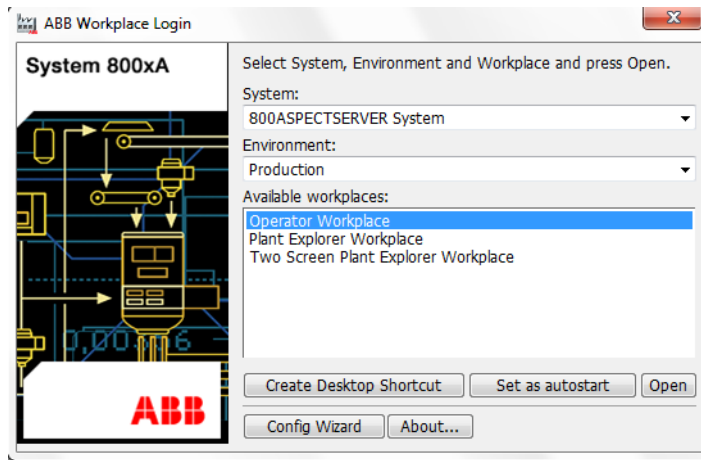 ABB Workplace Login
System 800xA
Select System, Environment and Workplace and press Open.
System:
800ASPECTSERVER System
Environment:
Production
Available workplaces:
Operator Workplace
Plant Explorer Workplace
Two Screen Plant Explorer Workplace
Create Desktop Shortcut Set as autostart Open
ABB
Config Wizard About...